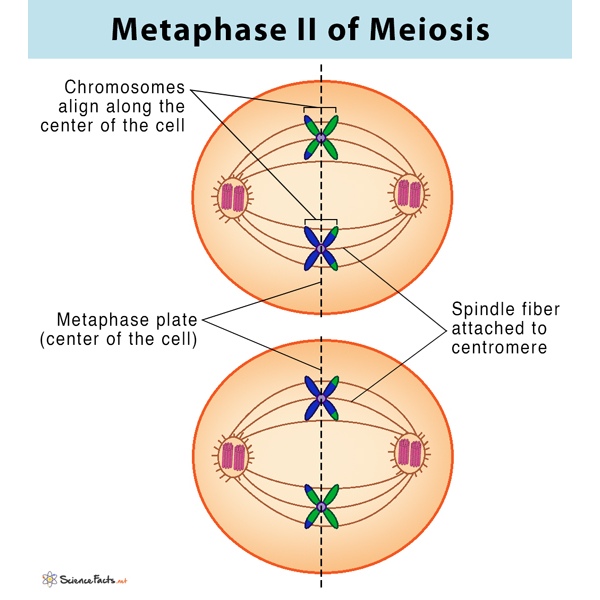 Metaphase II of Meiosis
Chromosomes
align along the
center of the cell
Metaphase plate
(center of the cell)
Spindle fiber
attached to
centromere
ScienceFacts.net